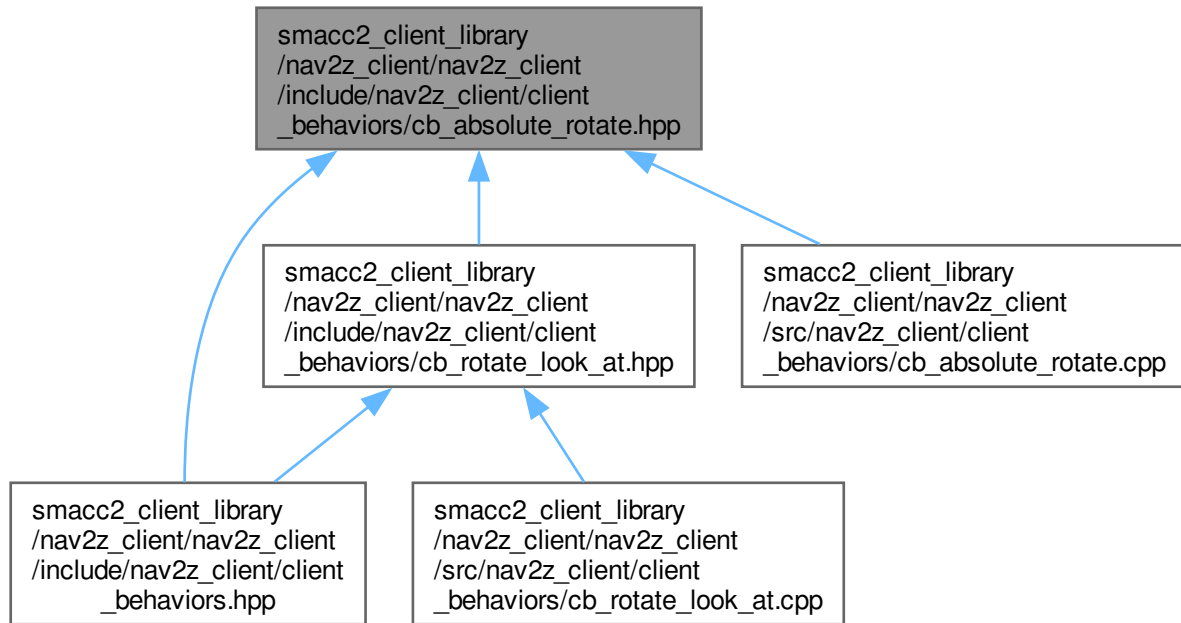 smacc2_client_library
/nav2z_client/nav2z_client
/include/nav2z_client/client
_behaviors/cb_absolute_rotate.hpp
smacc2_client_library
/nav2z_client/nav2z_client
/include/nav2z_client/client
_behaviors/cb_rotate_look_at.hpp
smacc2_client_library
/nav2z_client/nav2z_client
/src/nav2z_client/client
_behaviors/cb_absolute_rotate.cpp
smacc2_client_library
/nav2z_client/nav2z_client
/include/nav2z_client/client
_behaviors.hpp
smacc2_client_library
/nav2z_client/nav2z_client
/src/nav2z_client/client
_behaviors/cb_rotate_look_at.cpp